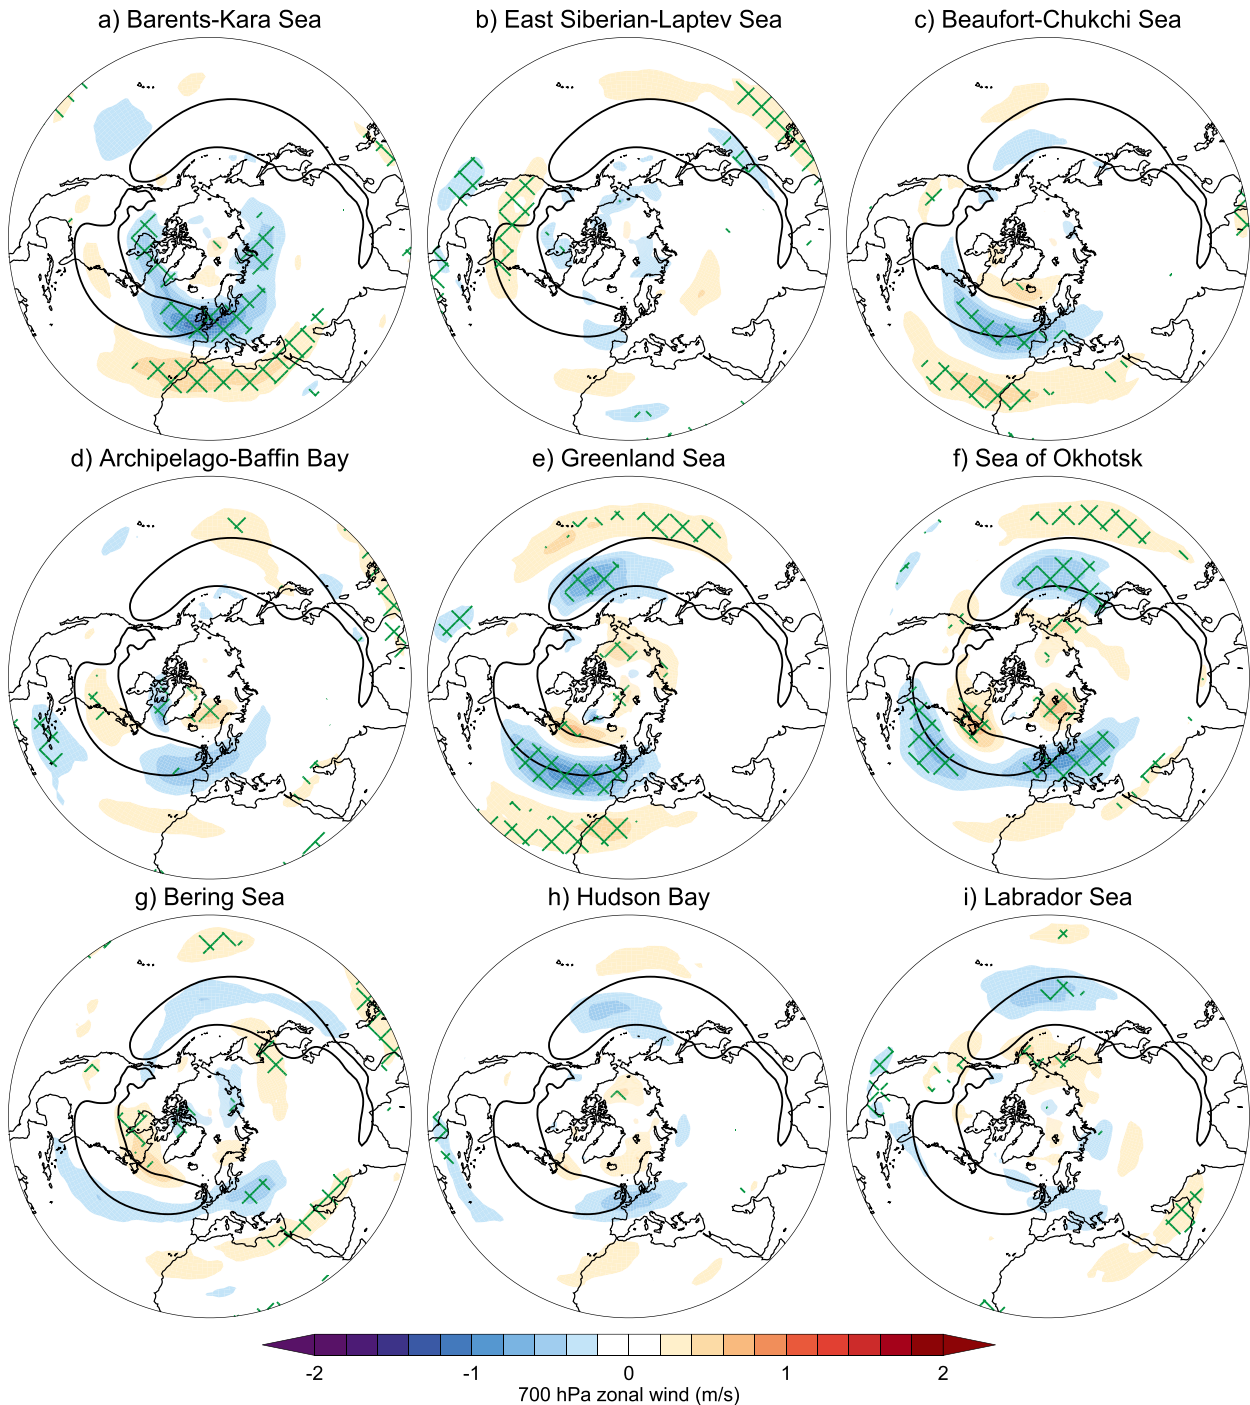 a) Barents-Kara Sea
b) East Siberian-Laptev Sea
c) Beaufort-Chukchi Sea
d) Archipelago-Baffin Bay
e) Greenland Sea
f) Sea of Okhotsk
g) Bering Sea
h) Hudson Bay
i) Labrador Sea
-2 -1 0 1 2
700 hPa zonal wind (m/s)